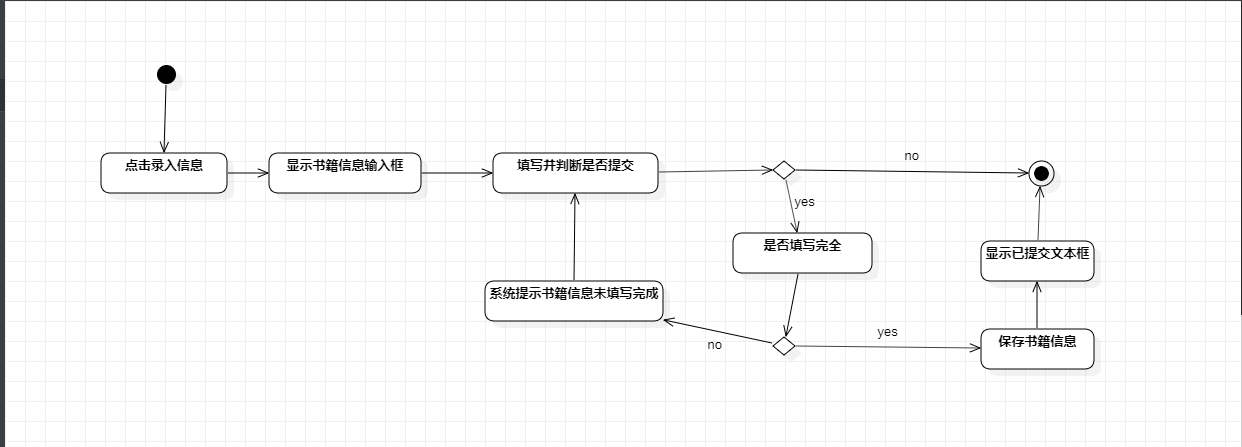 点击录入信息
显示书籍信息输入框
填写并判断是否提交
no
yes
是否填写完全
显示已提交文本框
系统提示书籍信息未填写完成
no
yes
保存书籍信息